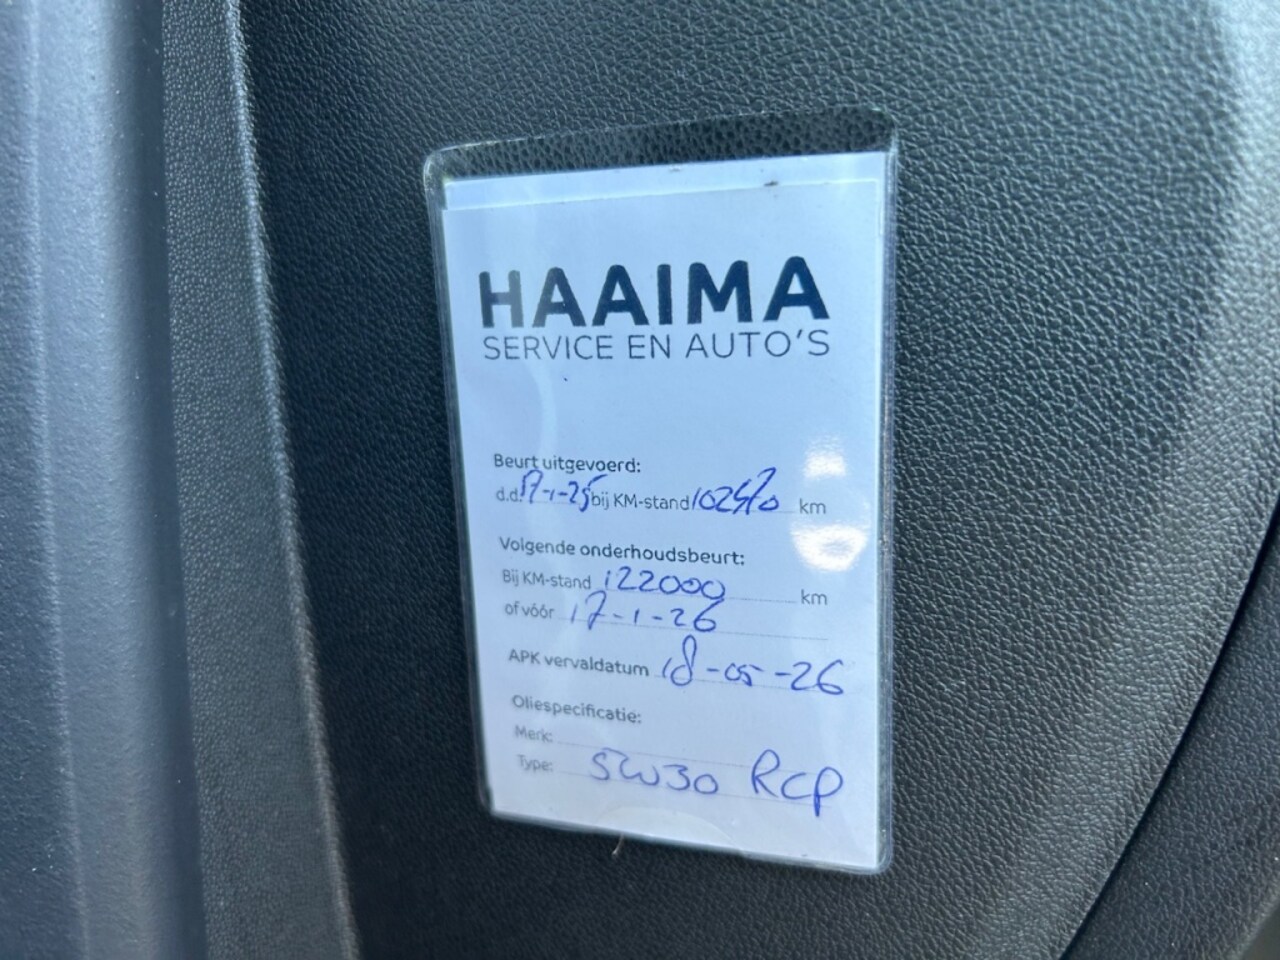 HAAIMA
SERVICE EN AUTO'S
Beurt uitgevoerd:
d.d. 17-1-25 bij KM-stand km
Volgende onderhoudsbeurt:
Bij KM-stand 122000 km
of vóór 17-1-26
APK vervaldatum 18-05-26
Oliespecificatie:
Merk:
Type: 5W30 RCP